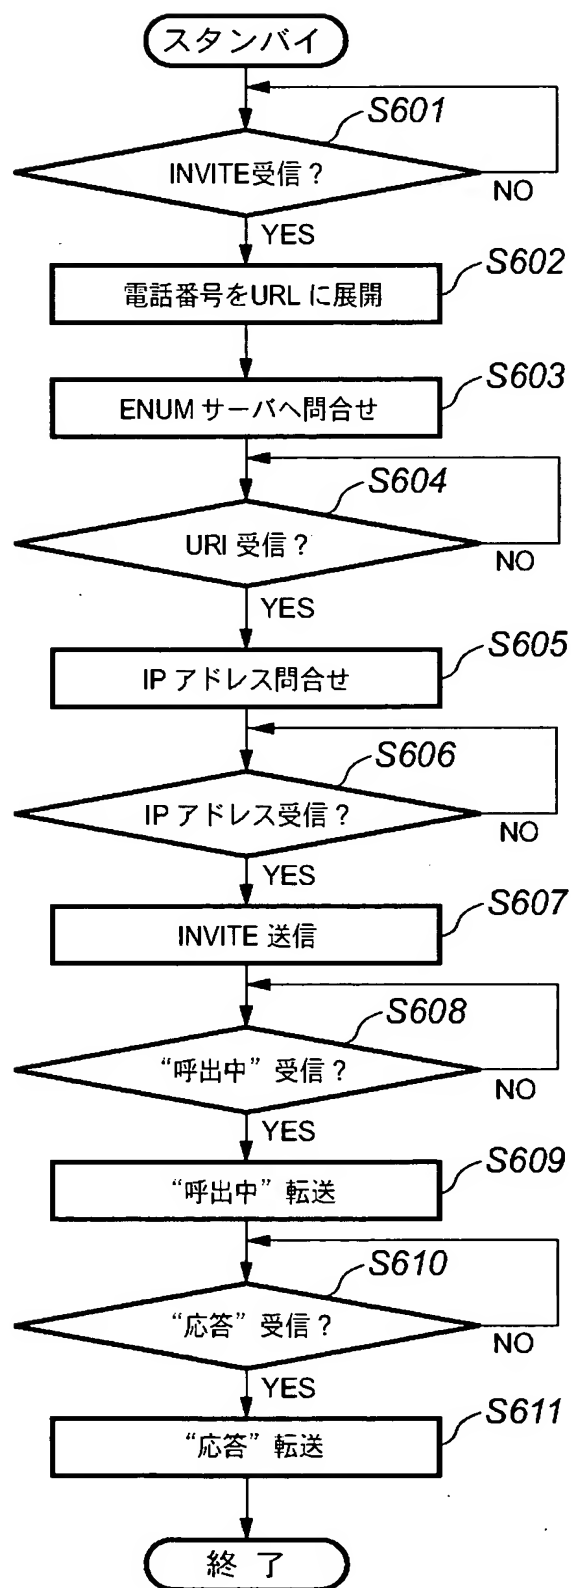 スタンバイ
S601
INVITE受信？
NO
YES
S602
電話番号をURLに展開
S603
ENUMサーバへ問合せ
S604
URI受信？
NO
YES
S605
IPアドレス問合せ
S606
IPアドレス受信？
NO
YES
S607
INVITE送信
S608
“呼出中”受信？
NO
YES
S609
“呼出中”転送
S610
“応答”受信？
NO
YES
S611
“応答”転送
終了